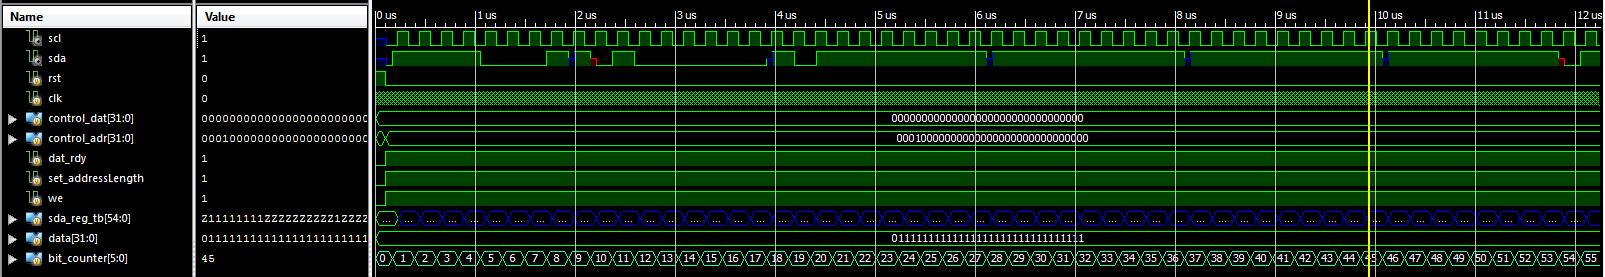 Name Value 0 us 1 us 2 us 3 us 4 us 5 us 6 us 7 us 8 us 9 us 10 us 11 us 12 us
scl 1
sda 1
rst 0
clk 0
control_dat[31:0] 00000000000000000000000 00000000000000000000000000000000
control_adr[31:0] 00010000000000000000000 00010000000000000000000000000000
dat_rdy 1
set_addressLength 1
we 1
sda_reg_tb[54:0] Z11111111ZZZZZZZZZZ1ZZZZ ... ... ... ... ... ... ... ... ... ... ... ... ... ... ... ... ... ... ... ... ... ... ... ... ... ... ... ... ... ... ... ... ... ... ... ... ... ... ... ... ... ... ... ... ... ... ... ... ... ... ... ... ... ... ...
data[31:0] 01111111111111111111111 01111111111111111111111111111111
bit_counter[5:0] 45 0 1 2 3 4 5 6 7 8 9 10 11 12 13 14 15 16 17 18 19 20 21 22 23 24 25 26 27 28 29 30 31 32 33 34 35 36 37 38 39 40 41 42 43 44 45 46 47 48 49 50 51 52 53 54 55